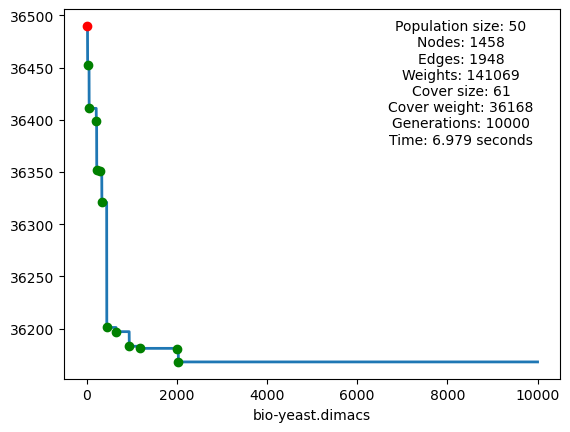 36500
36450
36400
36350
36300
36250
36200
Population size: 50
Nodes: 1458
Edges: 1948
Weights: 141069
Cover size: 61
Cover weight: 36168
Generations: 10000
Time: 6.979 seconds
0 2000 4000 6000 8000 10000
bio-yeast.dimacs